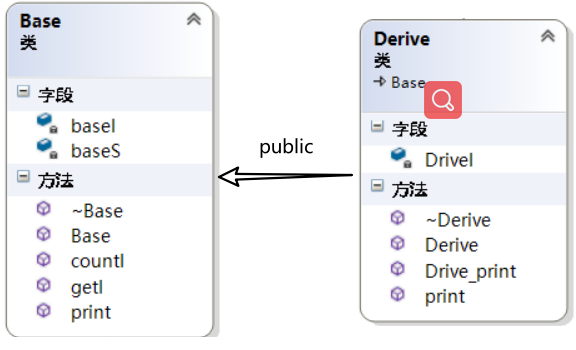 Base
类
字段
baseI
baseS
方法
~Base
Base
countI
getI
print
public
Derive
类
Base
字段
DriveI
方法
~Derive
Derive
Drive_print
print